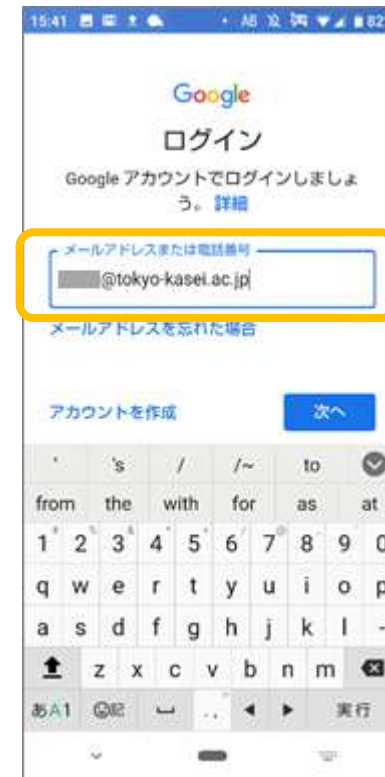 15:41 82
Google
ログイン
Google アカウントでログインしましょ
う。 詳細
メールアドレスまたは電話番号
@tokyo-kasei.ac.jp
メールアドレスを忘れた場合
アカウントを作成 次へ
' 's / /~ to
from the with for as at
1 2 3 4 5 6 7 8 9 0
q w e r t y u i o p
a s d f g h j k l -
z x c v b n m
あA1 記 . , 実行